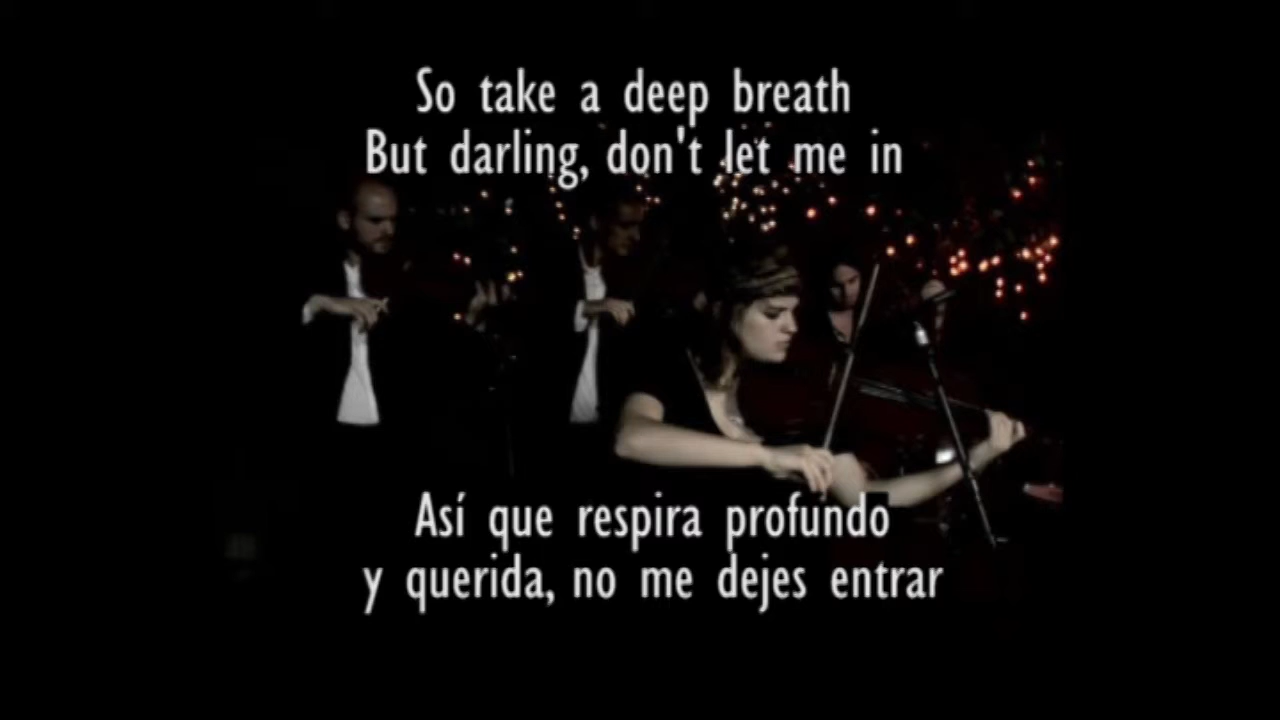 So take a deep breath
But darling, don't let me in
Así que respira profundo
y querida, no me dejes entrar